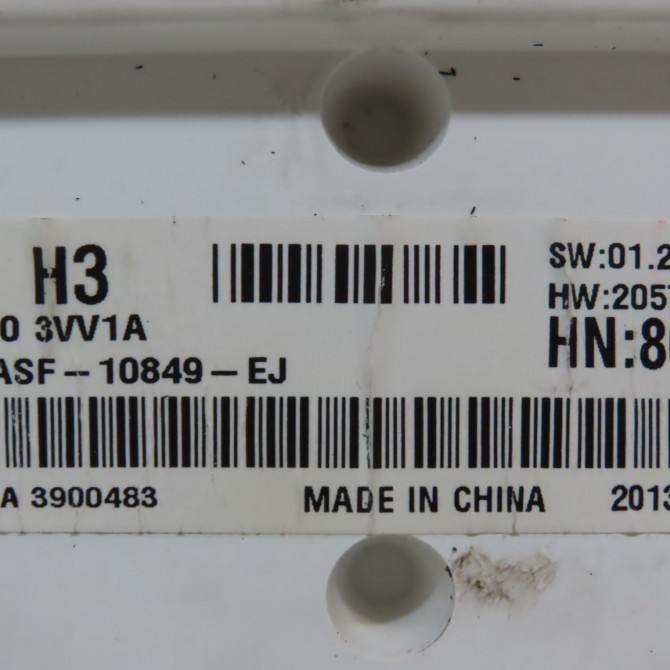 H3
SW:01.2
HW:205
0 3VV1A
HN:8
ASF-10849-EJ
A 3900483 MADE IN CHINA 2013